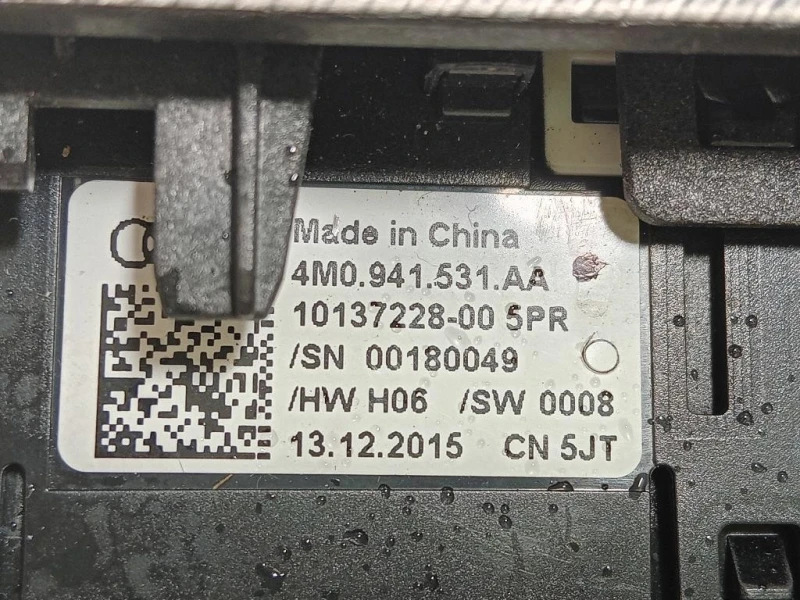 Made in China
4M0.941.531.AA
10137228-00 5PR
/SN 00180049
/HW H06 /SW 0008
13.12.2015 CN 5JT